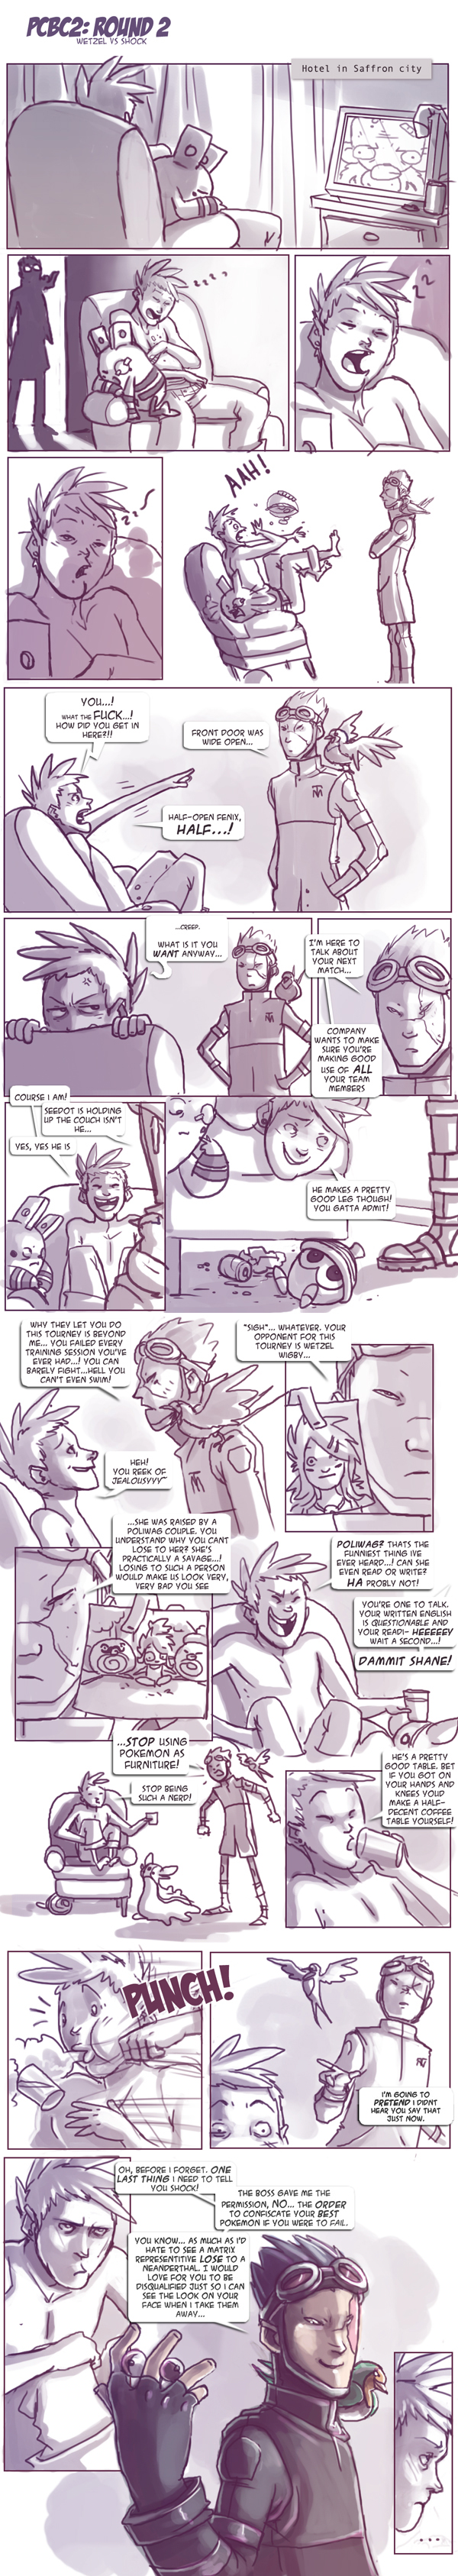 PCBC2: ROUND 2
WETZEL VS SHOCK
Hotel in Saffron city
zzzz
zz
zzz
AAH!
YOU...!
WHAT THE FUCK...!
HOW DID YOU GET IN
HERE?!!
FRONT DOOR WAS
WIDE OPEN...
HALF-OPEN FENIX,
HALF...!
...CREEP.
WHAT IS IT YOU
WANT ANYWAY...
I'M HERE TO
TALK ABOUT
YOUR NEXT
MATCH...
COMPANY
WANTS TO MAKE
SURE YOU'RE
MAKING GOOD
USE OF ALL
YOUR TEAM
MEMBERS
COURSE I AM!
SEEDOT IS HOLDING
UP THE COUCH ISN'T
HE...
YES, YES HE IS
HE MAKES A PRETTY
GOOD LEG THOUGH!
YOU GATTA ADMIT!
WHY THEY LET YOU DO
THIS TOURNEY IS BEYOND
ME... YOU FAILED EVERY
TRAINING SESSION YOU'VE
EVER HAD...! YOU CAN
BARELY FIGHT...HELL YOU
CAN'T EVEN SWIM!
HEH!
YOU REEK OF
JEALOUSYYY~
"SIGH"... WHATEVER. YOUR
OPPONENT FOR THIS
TOURNEY IS WETZEL
WIGBY...
...SHE WAS RAISED BY A
POLIWAG COUPLE. YOU
UNDERSTAND WHY YOU CANT
LOSE TO HER? SHE'S
PRACTICALLY A SAVAGE...!
LOSING TO SUCH A PERSON
WOULD MAKE US LOOK VERY,
VERY BAD YOU SEE
POLIWAG? THATS THE
FUNNIEST THING IVE
EVER HEARD...! CAN SHE
EVEN READ OR WRITE?
HA PROBLY NOT!
YOU'RE ONE TO TALK.
YOUR WRITTEN ENGLISH
IS QUESTIONABLE AND
YOUR READI- HEEEEEY
WAIT A SECOND...!
DAMMIT SHANE!
...STOP USING
POKEMON AS
FURNITURE!
STOP BEING
SUCH A NERD!
HE'S A PRETTY
GOOD TABLE. BET
IF YOU GOT ON
YOUR HANDS AND
KNEES YOUD
MAKE A HALF-
DECENT COFFEE
TABLE YOURSELF!
PUNCH!
I'M GOING TO
PRETEND I DIDNT
HEAR YOU SAY THAT
JUST NOW.
OH, BEFORE I FORGET. ONE
LAST THING I NEED TO TELL
YOU SHOCK!
THE BOSS GAVE ME THE
PERMISSION, NO... THE ORDER
TO CONFISCATE YOUR BEST
POKEMON IF YOU WERE TO FAIL.
YOU KNOW... AS MUCH AS I'D
HATE TO SEE A MATRIX
REPRESENTITIVE LOSE TO A
NEANDERTHAL. I WOULD
LOVE FOR YOU TO BE
DISQUALIFIED JUST SO I CAN
SEE THE LOOK ON YOUR
FACE WHEN I TAKE THEM
AWAY...
...